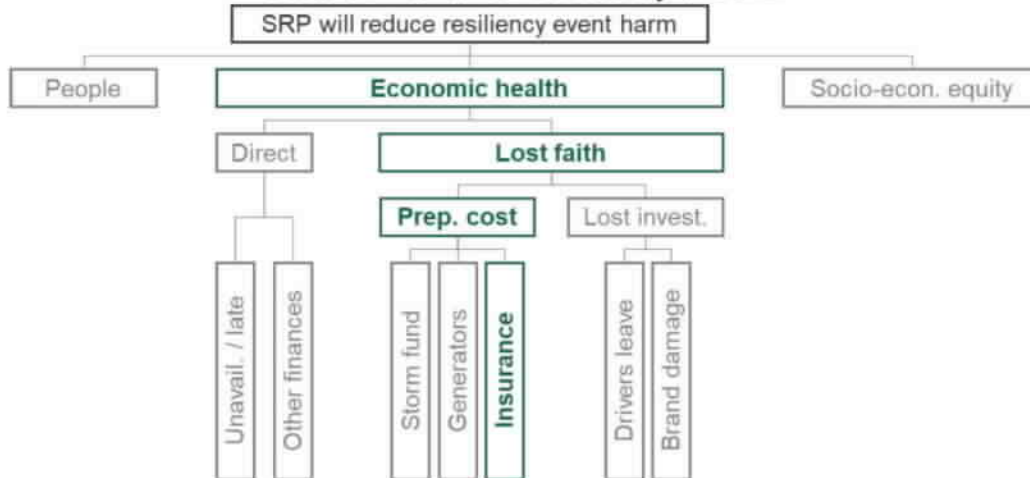 SRP will reduce resiliency event harm
People
Economic health
Socio-econ. equity
Direct
Lost faith
Prep. cost
Lost invest.
Unavail. / late
Other finances
Storm fund
Generators
Insurance
Drivers leave
Brand damage